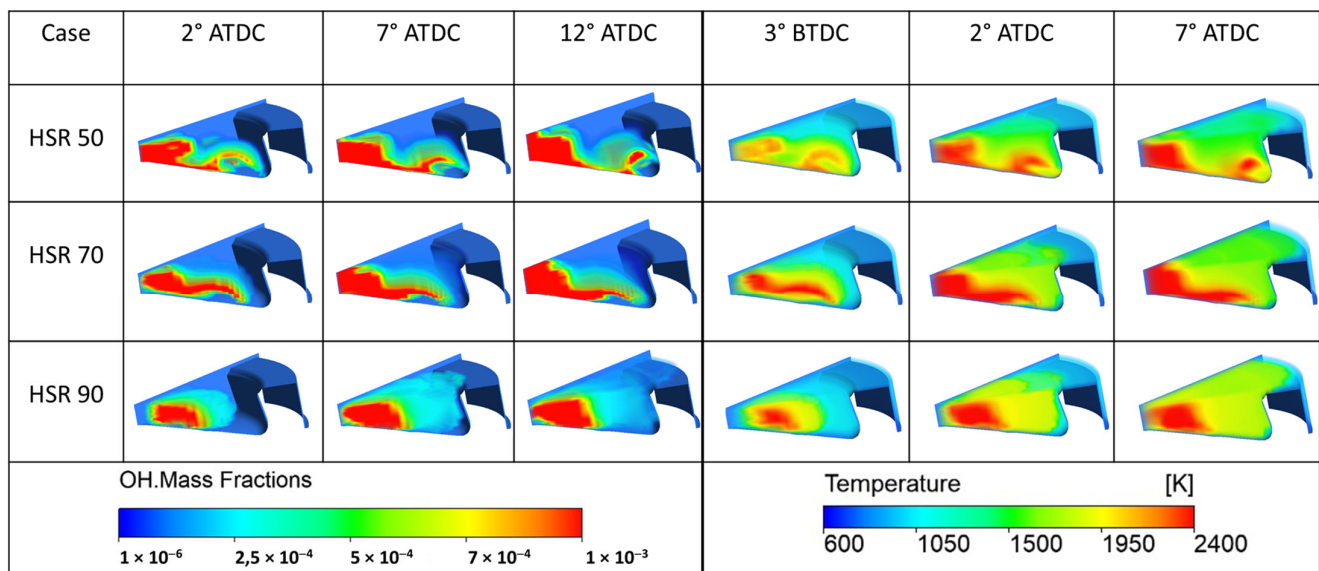 Case 2° ATDC 7° ATDC 12° ATDC 3° BTDC 2° ATDC 7° ATDC
HSR 50
HSR 70
HSR 90
OH.Mass Fractions
1 × 10⁻⁶ 2,5 × 10⁻⁴ 5 × 10⁻⁴ 7 × 10⁻⁴ 1 × 10⁻³
Temperature [K]
600 1050 1500 1950 2400